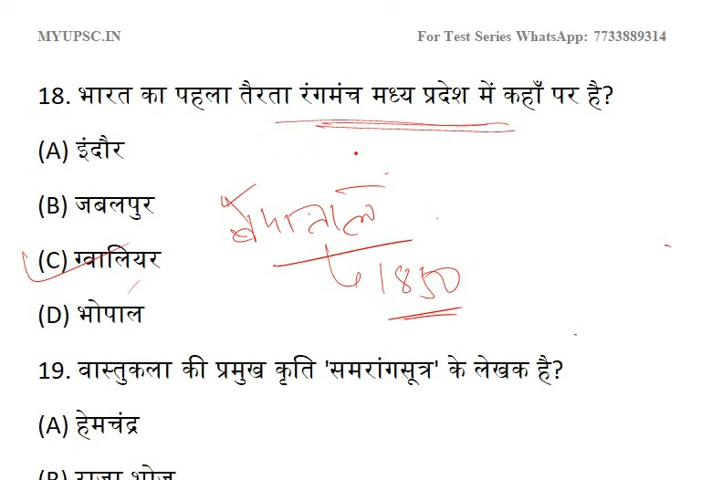 MYUPSC.IN For Test Series WhatsApp: 7733889314
18. भारत का पहला तैरता रंगमंच मध्य प्रदेश में कहाँ पर है?
(A) इंदौर
(B) जबलपुर
(C) ग्वालियर
1850
(D) भोपाल
19. वास्तुकला की प्रमुख कृति 'समरांगसूत्र' के लेखक है?
(A) हेमचंद्र
(B) राजा भोज